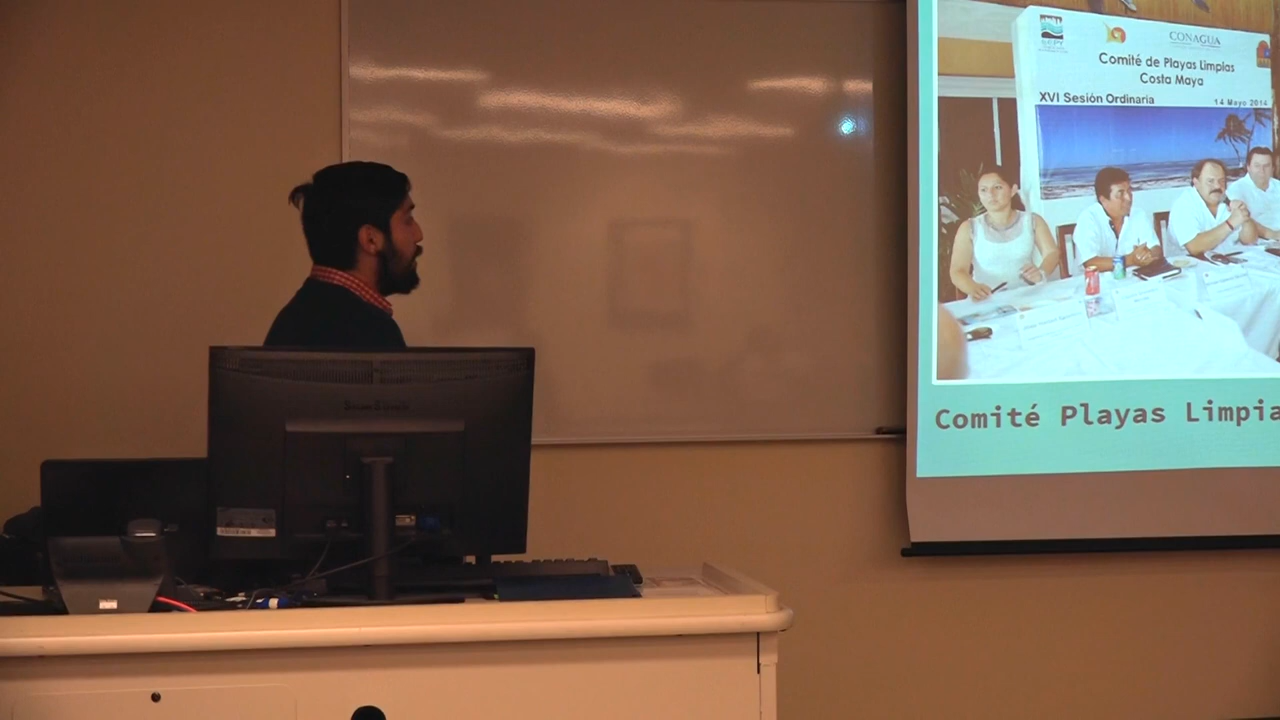 CONAGUA
Comité de Playas Limpias
Costa Maya
XVI Sesión Ordinaria
14 Mayo 2014
Comité Playas Limpia